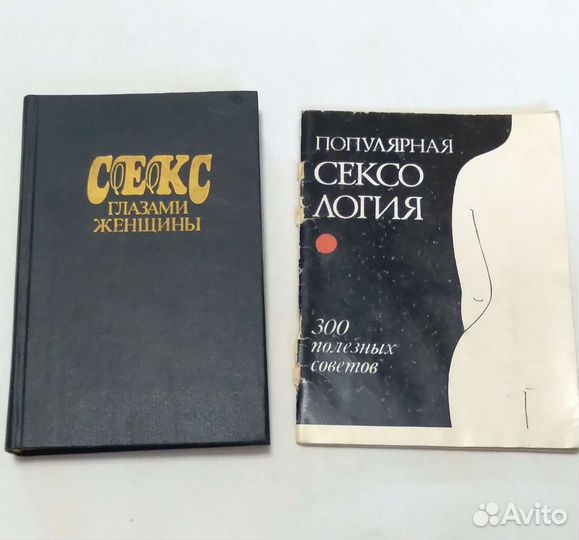 СЕКС
ГЛАЗАМИ
ЖЕНЩИНЫ
ПОПУЛЯРНАЯ
СЕКСО
ЛОГИЯ
300
полезных
советов
Avito